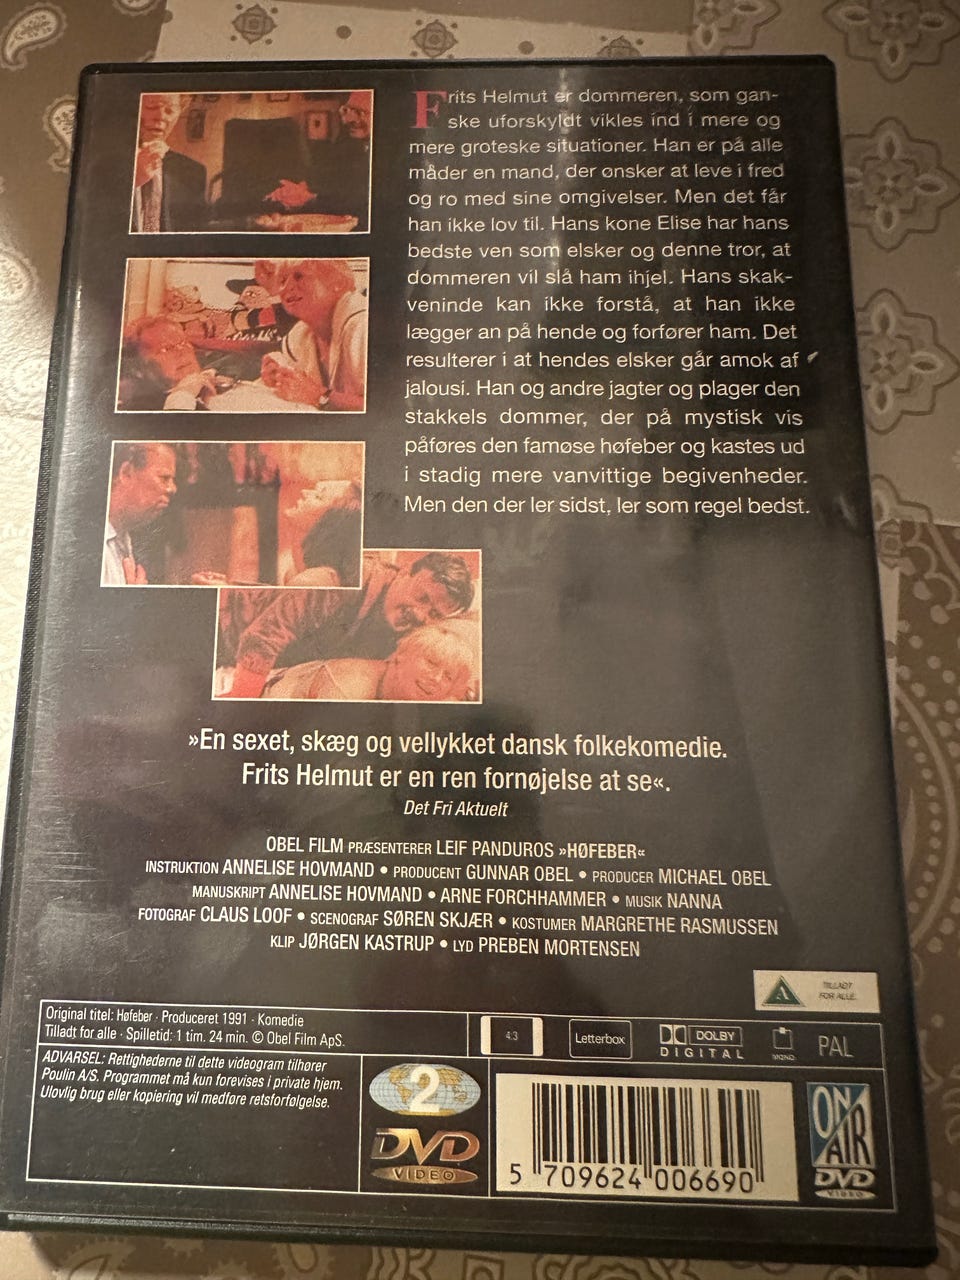 Frits Helmut er dommeren, som gan-
ske uforskyldt vikles ind i mere og
mere groteske situationer. Han er på alle
måder en mand, der ønsker at leve i fred
og ro med sine omgivelser. Men det får
han ikke lov til. Hans kone Elise har hans
bedste ven som elsker og denne tror, at
dommeren vil slå ham ihjel. Hans skak-
veninde kan ikke forstå, at han ikke
lægger an på hende og forfører ham. Det
resulterer i at hendes elsker går amok af
jalousi. Han og andre jagter og plager den
stakkels dommer, der på mystisk vis
påføres den famøse høfeber og kastes ud
i stadig mere vanvittige begivenheder.
Men den der ler sidst, ler som regel bedst.
»En sexet, skæg og vellykket dansk folkekomedie.
Frits Helmut er en ren fornøjelse at se«.
Det Fri Aktuelt
OBEL FILM PRÆSENTERER LEIF PANDUROS »HØFEBER«
INSTRUKTION ANNELISE HOVMAND • PRODUCENT GUNNAR OBEL • PRODUCER MICHAEL OBEL
MANUSKRIPT ANNELISE HOVMAND • ARNE FORCHHAMMER • MUSIK NANNA
FOTOGRAF CLAUS LOOF • SCENOGRAF SØREN SKJÆR • KOSTUMER MARGRETHE RASMUSSEN
KLIP JØRGEN KASTRUP • LYD PREBEN MORTENSEN
A TILLADT
FOR ALLE
Original titel: Høfeber · Produceret 1991 · Komedie
Tilladt for alle · Spilletid: 1 tim. 24 min. © Obel Film ApS.
4:3
Letterbox
DOLBY
DIGITAL
MONO
PAL
ADVARSEL: Rettighederne til dette videogram tilhører
Poulin A/S. Programmet må kun forevises i private hjem.
Ulovlig brug eller kopiering vil medføre retsforfølgelse.
2
DVD
VIDEO
5 709624 006690
ON
AIR
DVD
VIDEO